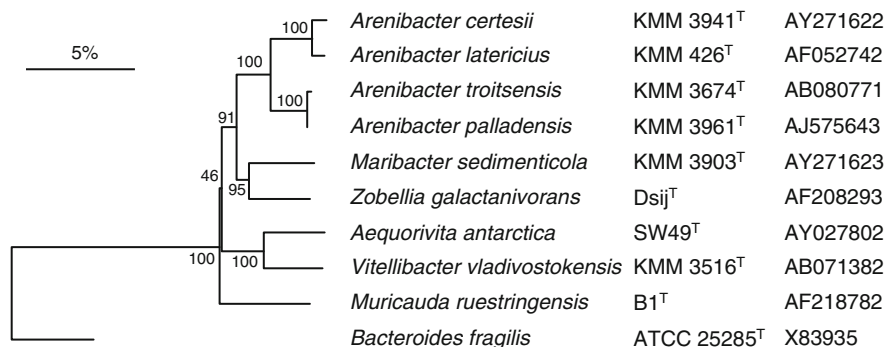 Arenibacter certesii KMM 3941T AY271622
100
5%
Arenibacter latericius KMM 426T AF052742
100
Arenibacter troitsensis KMM 3674T AB080771
100
91
Arenibacter palladensis KMM 3961T AJ575643
Maribacter sedimenticola KMM 3903T AY271623
46
95
Zobellia galactanivorans DsijT AF208293
Aequorivita antarctica SW49T AY027802
100
100
Vitellibacter vladivostokensis KMM 3516T AB071382
Muricauda ruestringensis B1T AF218782
Bacteroides fragilis ATCC 25285T X83935